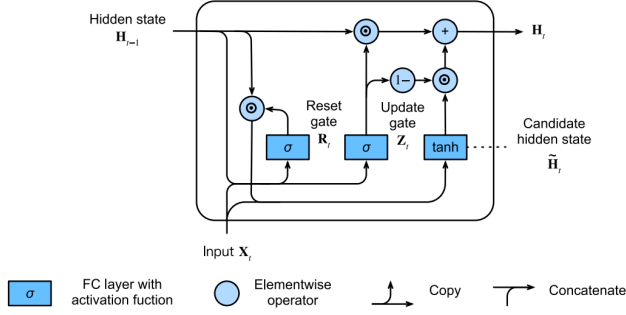 Hidden state
H_{t−1}
H_t
+
1−
Reset
gate
R_t
Update
gate
Z_t
σ
σ
tanh
Candidate
hidden state
H̃_t
Input X_t
σ
FC layer with
activation fuction
Elementwise
operator
Copy
Concatenate